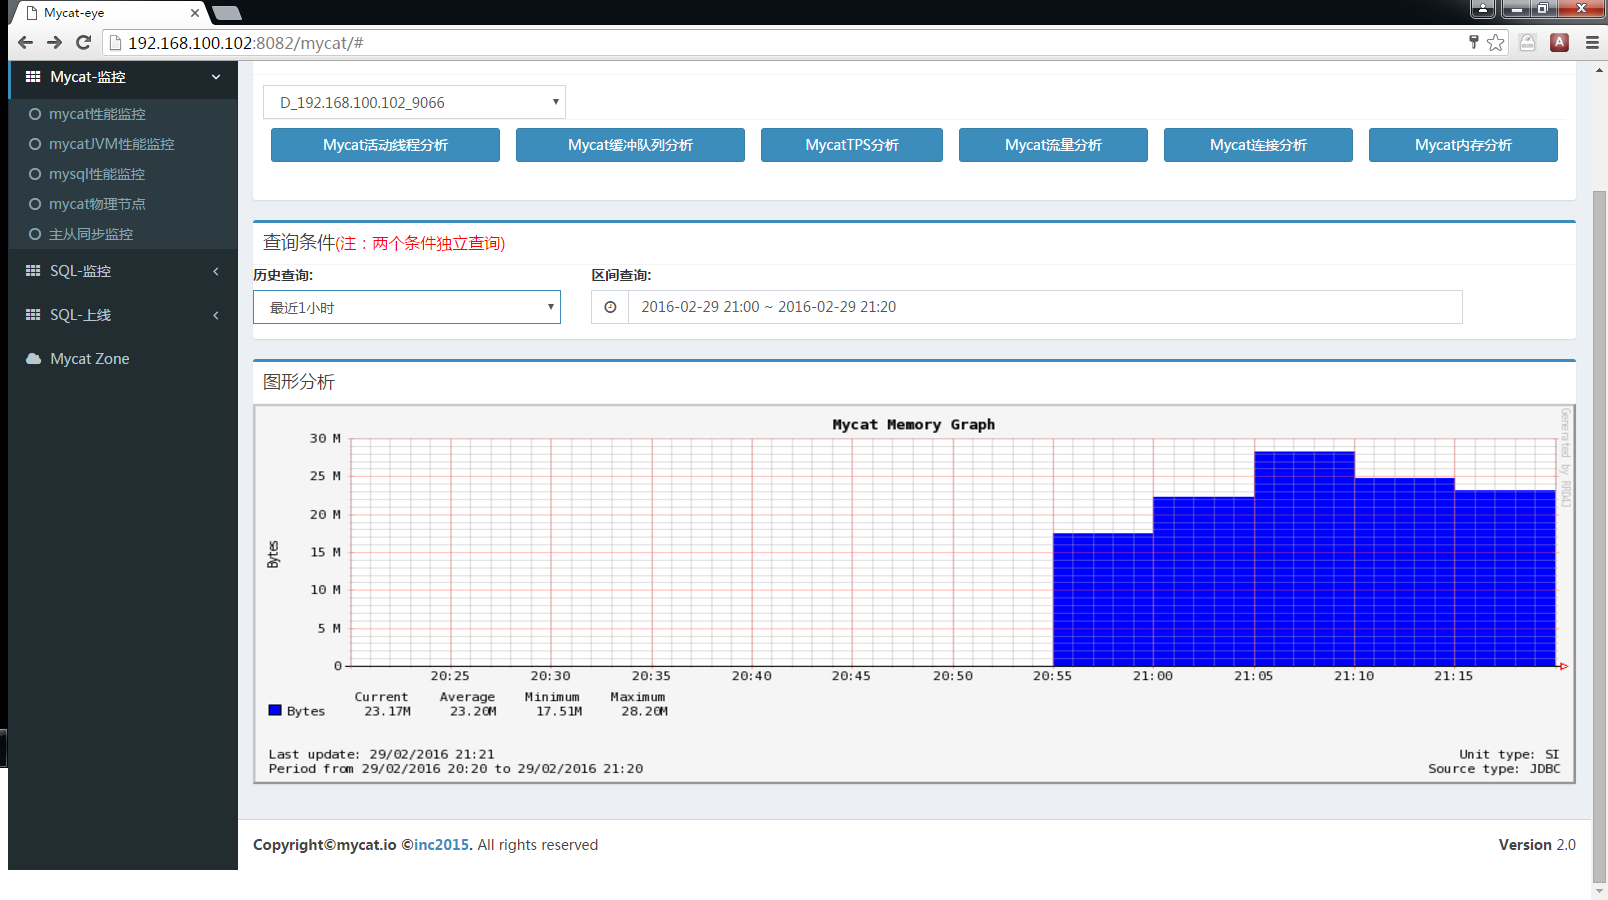 Mycat-eye
192.168.100.102:8082/mycat/#
A
Mycat-监控
mycat性能监控
mycatJVM性能监控
mysql性能监控
mycat物理节点
主从同步监控
SQL-监控
SQL-上线
Mycat Zone
D_192.168.100.102_9066
Mycat活动线程分析 Mycat缓冲队列分析 MycatTPS分析 Mycat流量分析 Mycat连接分析 Mycat内存分析
查询条件(注：两个条件独立查询)
历史查询: 区间查询:
最近1小时 2016-02-29 21:00 ~ 2016-02-29 21:20
图形分析
Mycat Memory Graph
Generated by RRD4J
Bytes
30 M
25 M
20 M
15 M
10 M
5 M
0
20:25 20:30 20:35 20:40 20:45 20:50 20:55 21:00 21:05 21:10 21:15
Current Average Minimum Maximum
Bytes 23.17M 23.20M 17.51M 28.20M
Last update: 29/02/2016 21:21 Unit type: SI
Period from 29/02/2016 20:20 to 29/02/2016 21:20 Source type: JDBC
Copyright©mycat.io ©inc2015. All rights reserved Version 2.0